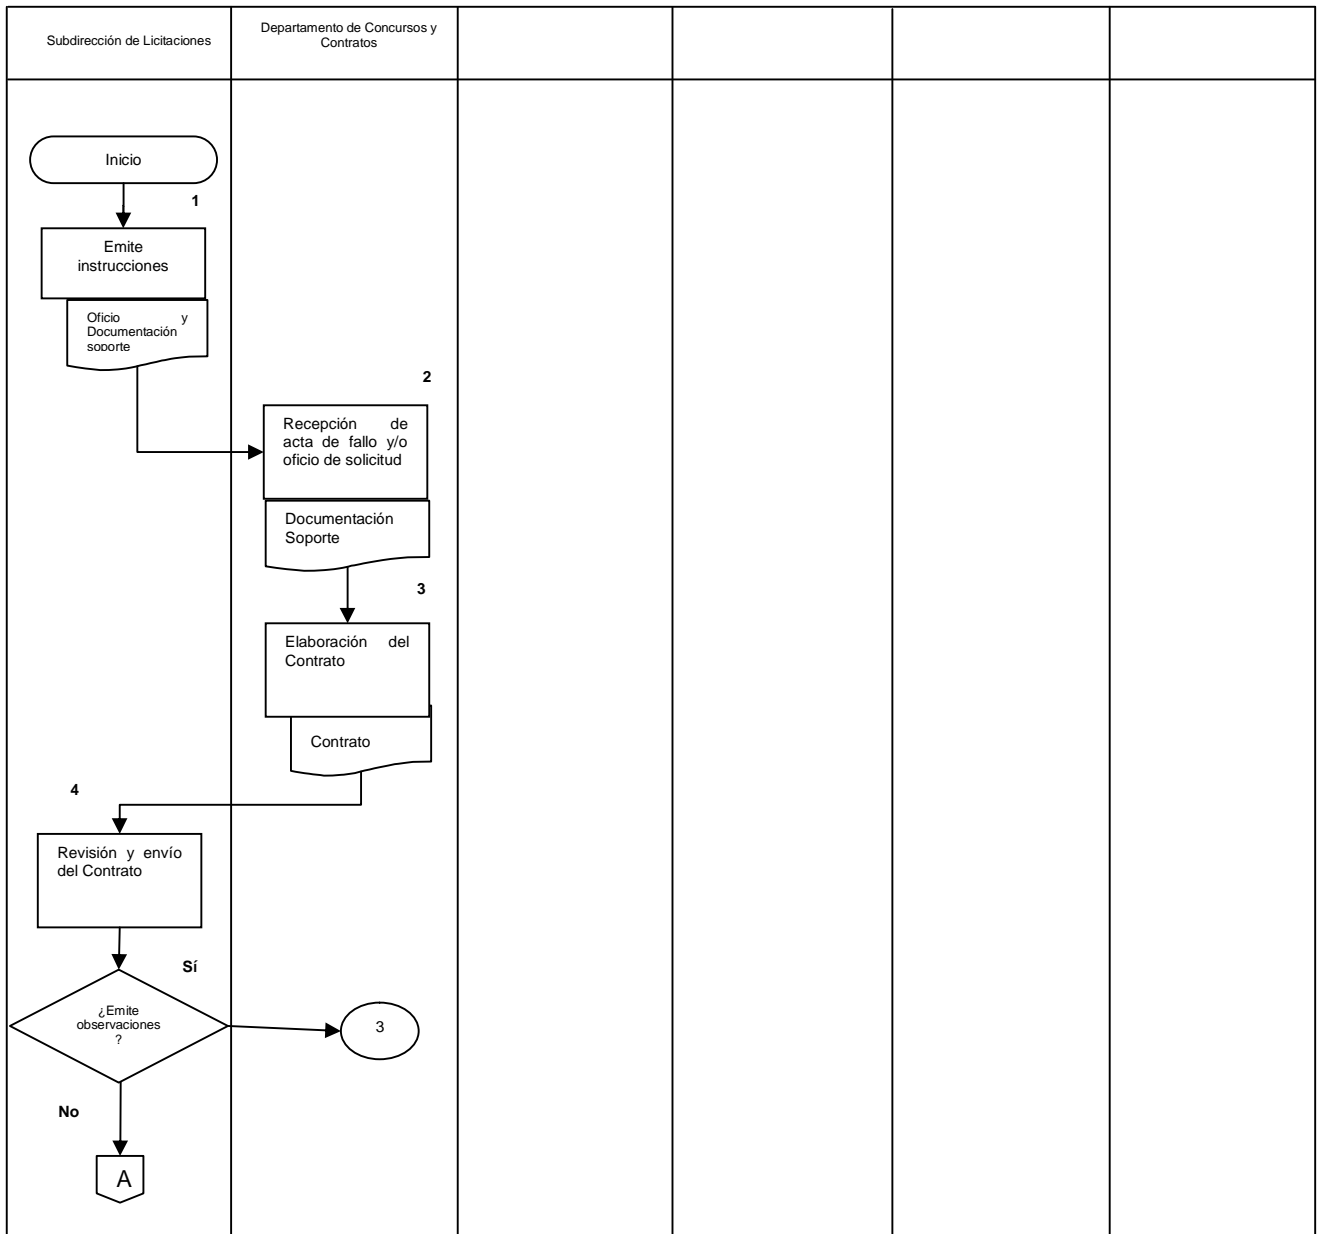 Subdirección de Licitaciones
Departamento de Concursos y
Contratos
Inicio
1
Emite
instrucciones
Oficio y
Documentación
soporte
2
Recepción de
acta de fallo y/o
oficio de solicitud
Documentación
Soporte
3
Elaboración del
Contrato
Contrato
4
Revisión y envío
del Contrato
Sí
¿Emite
observaciones
?
3
No
A